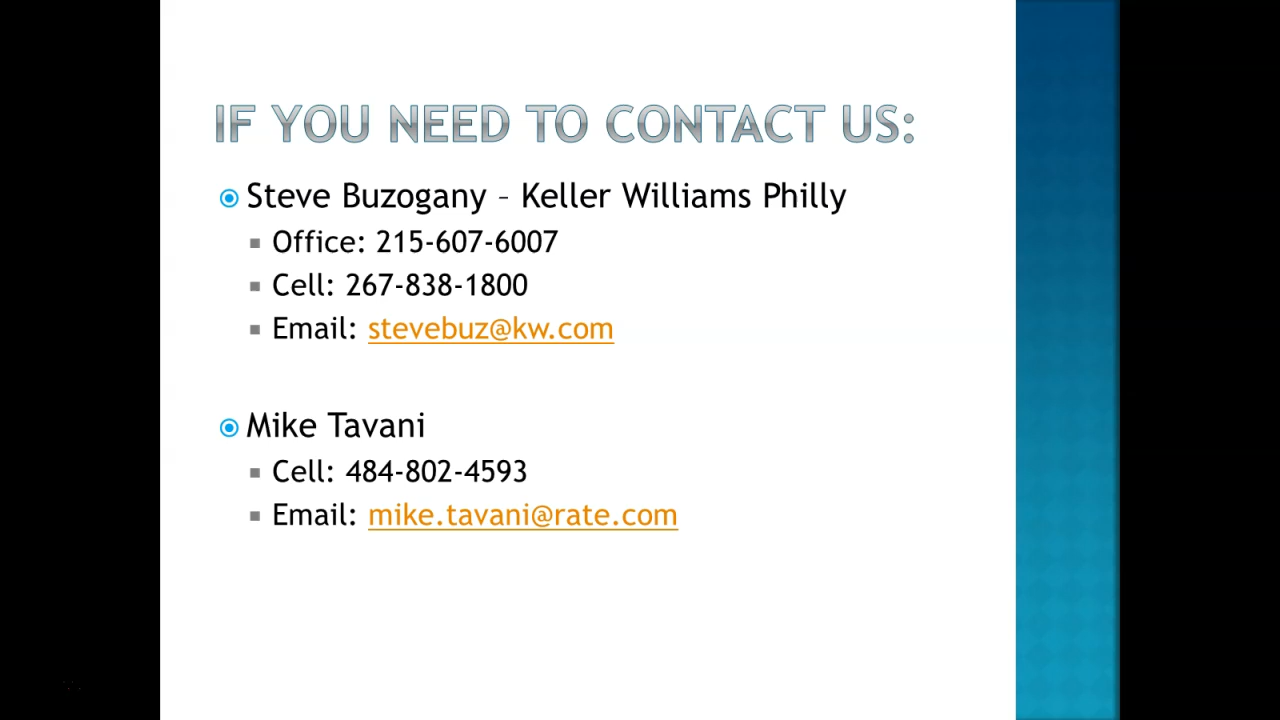 IF YOU NEED TO CONTACT US:
Steve Buzogany – Keller Williams Philly
Office: 215-607-6007
Cell: 267-838-1800
Email: stevebuz@kw.com
Mike Tavani
Cell: 484-802-4593
Email: mike.tavani@rate.com